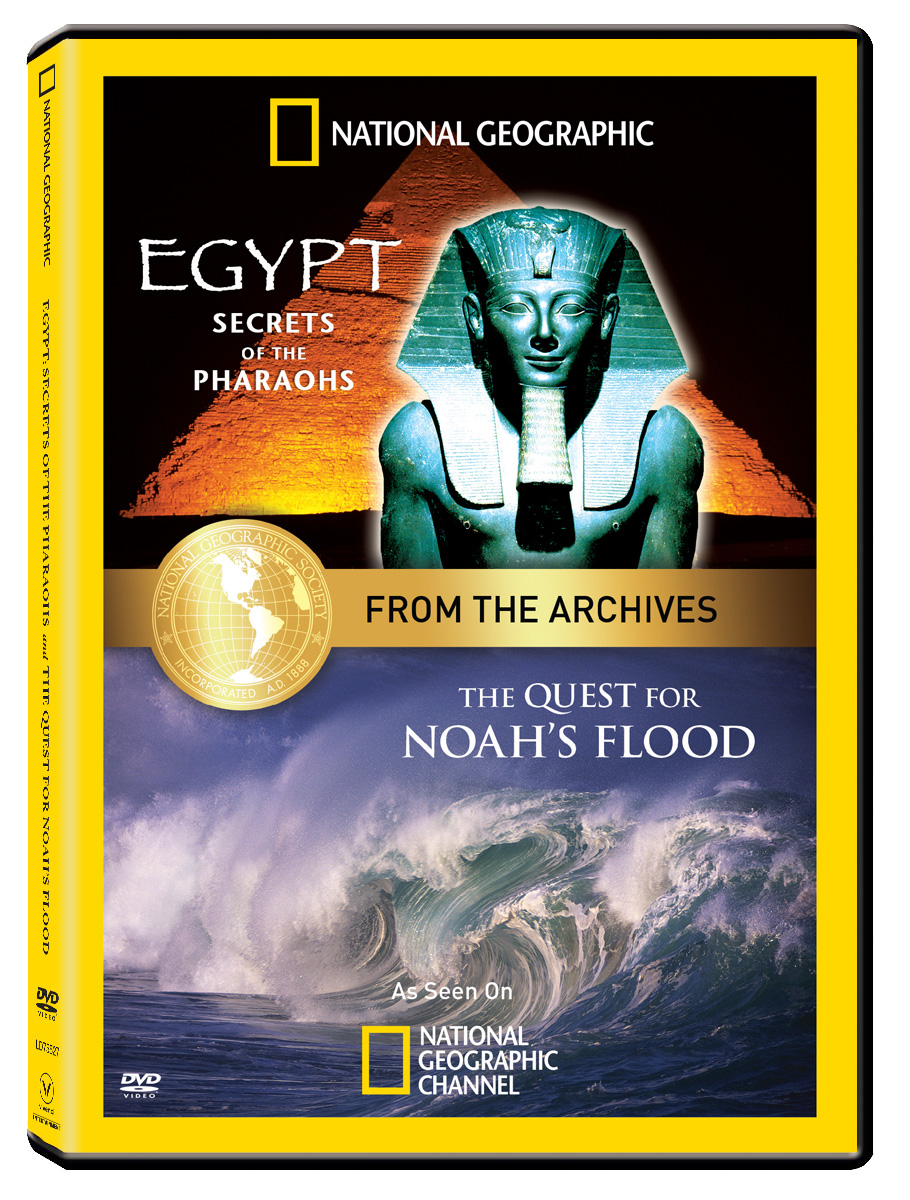 NATIONAL GEOGRAPHIC
EGYPT
SECRETS
OF THE
PHARAOHS
NATIONAL GEOGRAPHIC SOCIETY
INCORPORATED A.D. 1888
FROM THE ARCHIVES
THE QUEST FOR
NOAH'S FLOOD
As Seen On
NATIONAL
GEOGRAPHIC
CHANNEL
DVD
VIDEO
NATIONAL GEOGRAPHIC
EGYPT: SECRETS OF THE PHARAOHS and THE QUEST FOR NOAH'S FLOOD
DVD
VIDEO